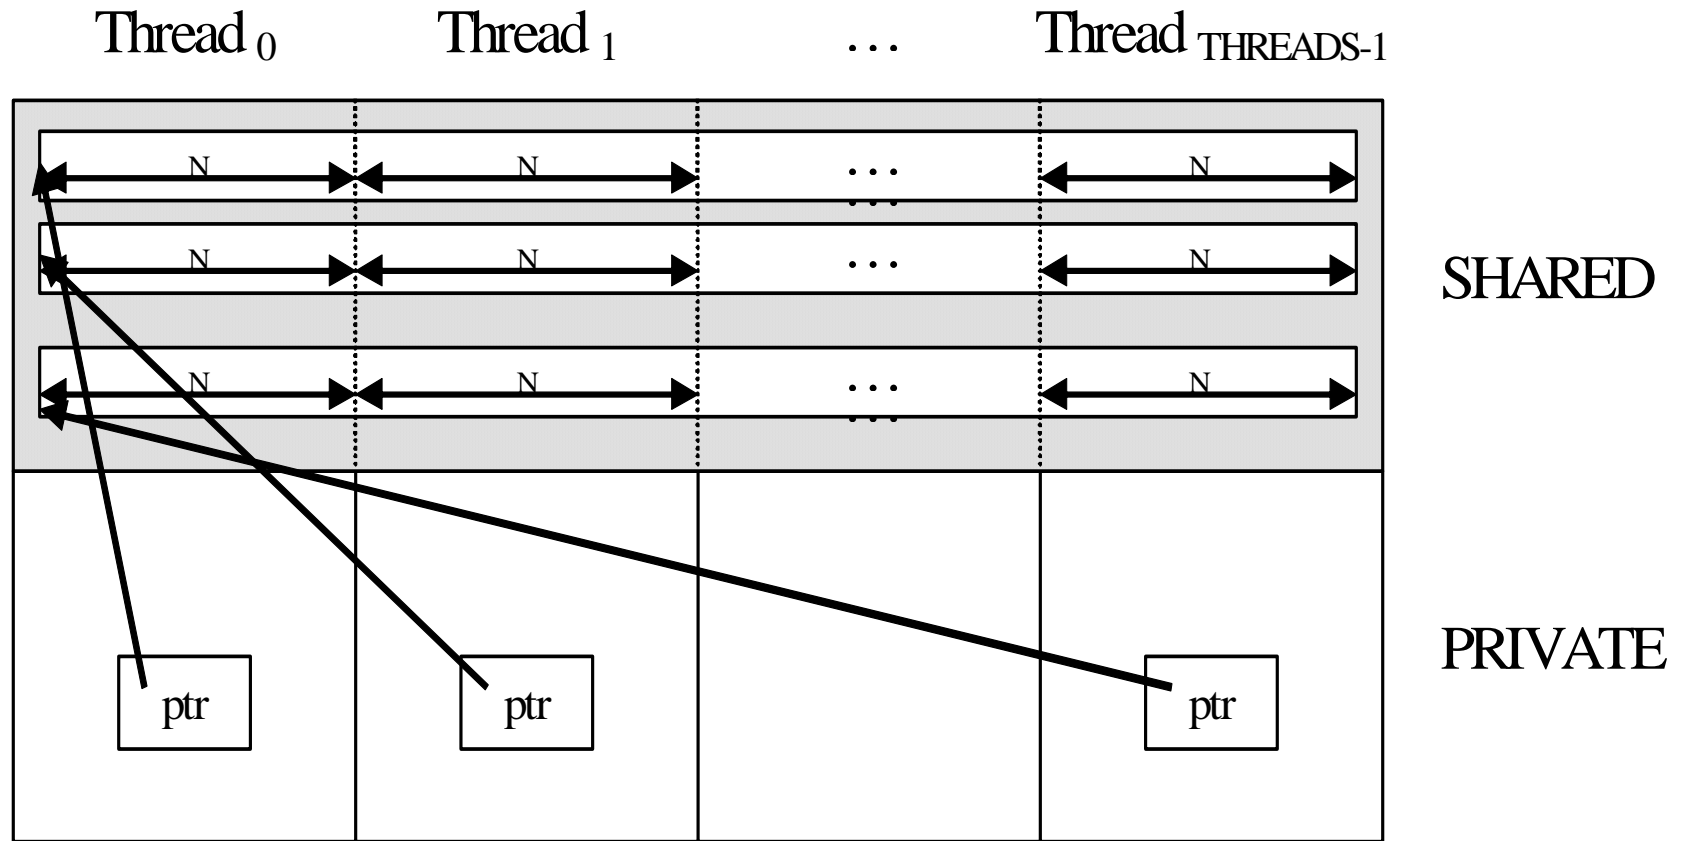 Thread 0 Thread 1 ... Thread THREADS-1
N N ... N
...
N N ... N
SHARED
N N ... N
...
PRIVATE
ptr ptr ptr